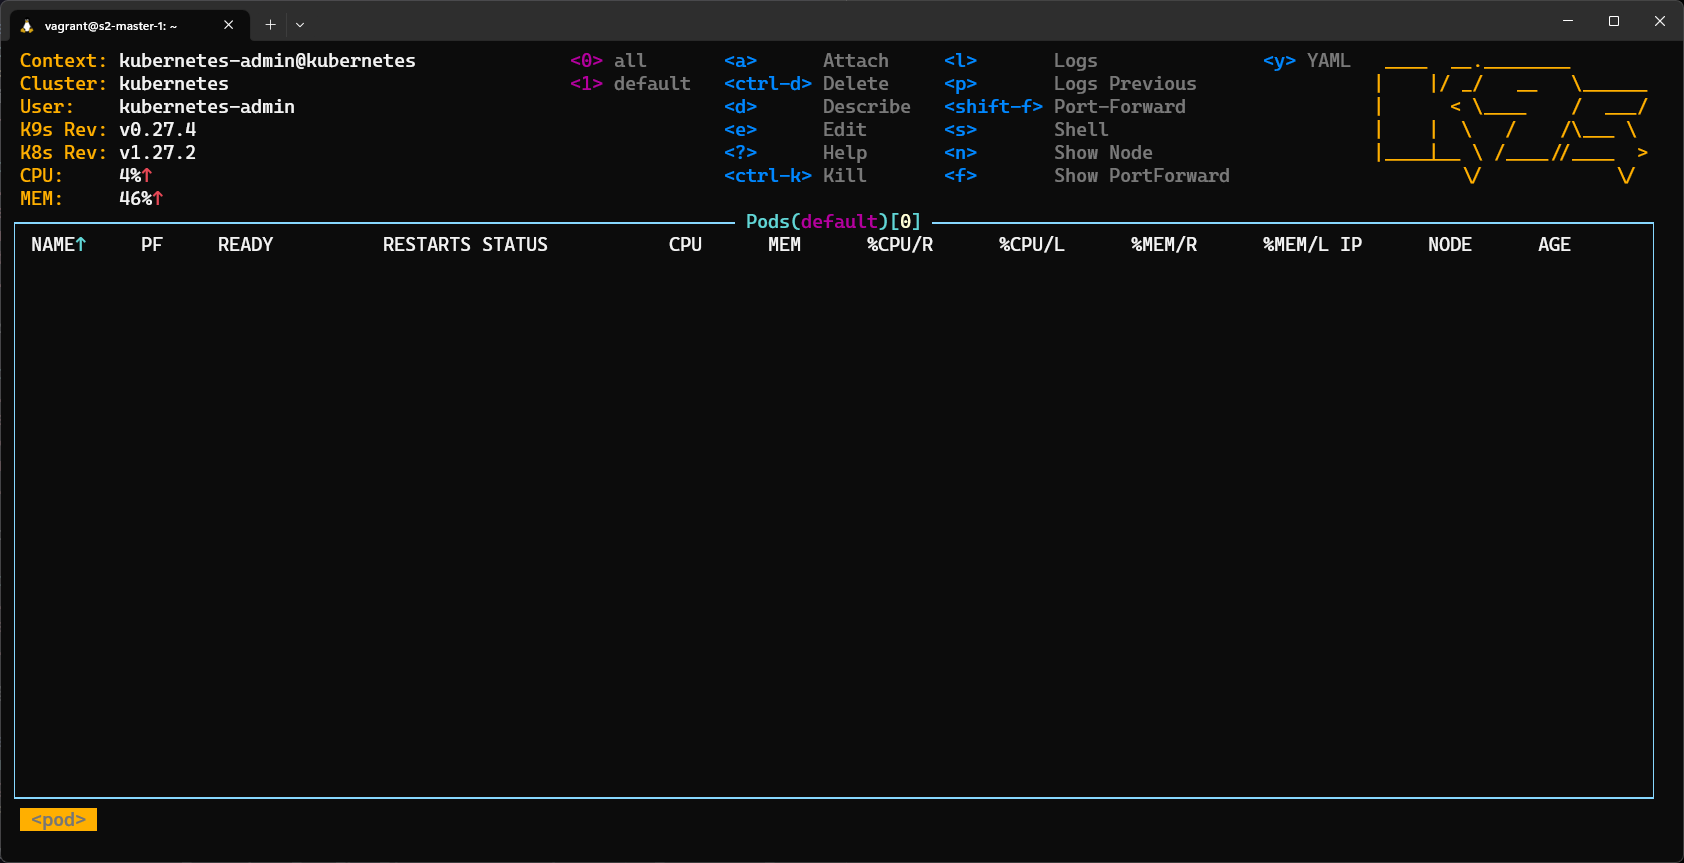 vagrant@s2-master-1: ~
Context: kubernetes-admin@kubernetes <0> all <a> Attach <l> Logs <y> YAML
Cluster: kubernetes <1> default <ctrl-d> Delete <p> Logs Previous
User: kubernetes-admin <d> Describe <shift-f> Port-Forward
K9s Rev: v0.27.4 <e> Edit <s> Shell
K8s Rev: v1.27.2 <?> Help <n> Show Node
CPU: 4%↑ <ctrl-k> Kill <f> Show PortForward
MEM: 46%↑
K9s
Pods(default)[0]
NAME↑ PF READY RESTARTS STATUS CPU MEM %CPU/R %CPU/L %MEM/R %MEM/L IP NODE AGE
<pod>